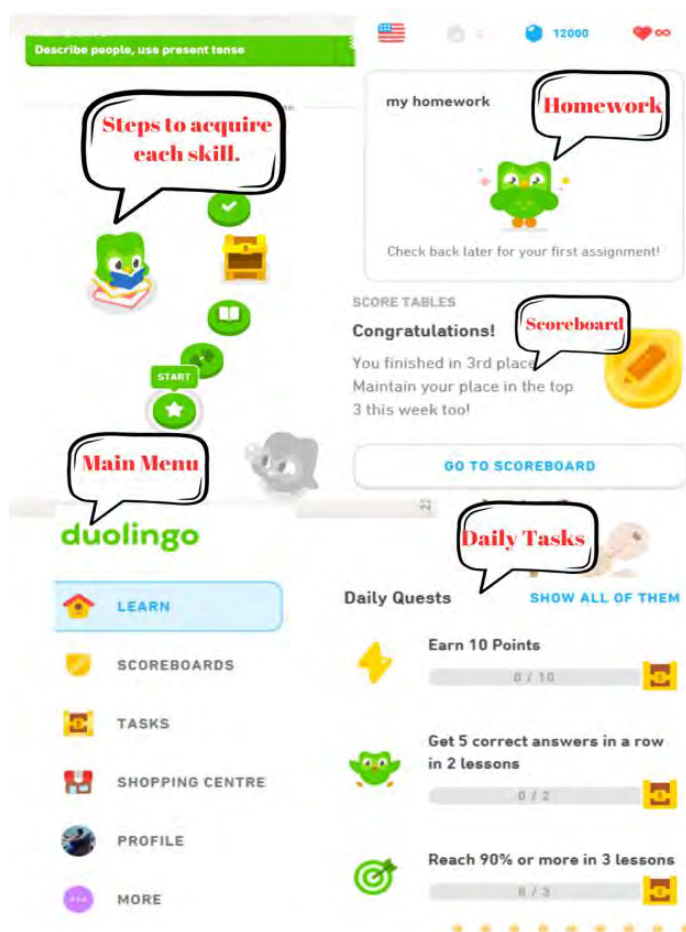 Describe people, use present tense
Steps to acquire
each skill.
START
12000
∞
my homework
Homework
Check back later for your first assignment!
SCORE TABLES
Congratulations!
Scoreboard
You finished in 3rd place
Maintain your place in the top
3 this week too!
GO TO SCOREBOARD
Main Menu
duolingo
LEARN
SCOREBOARDS
TASKS
SHOPPING CENTRE
PROFILE
MORE
Daily Tasks
Daily Quests
SHOW ALL OF THEM
Earn 10 Points
0 / 10
Get 5 correct answers in a row
in 2 lessons
0 / 2
Reach 90% or more in 3 lessons
0 / 3